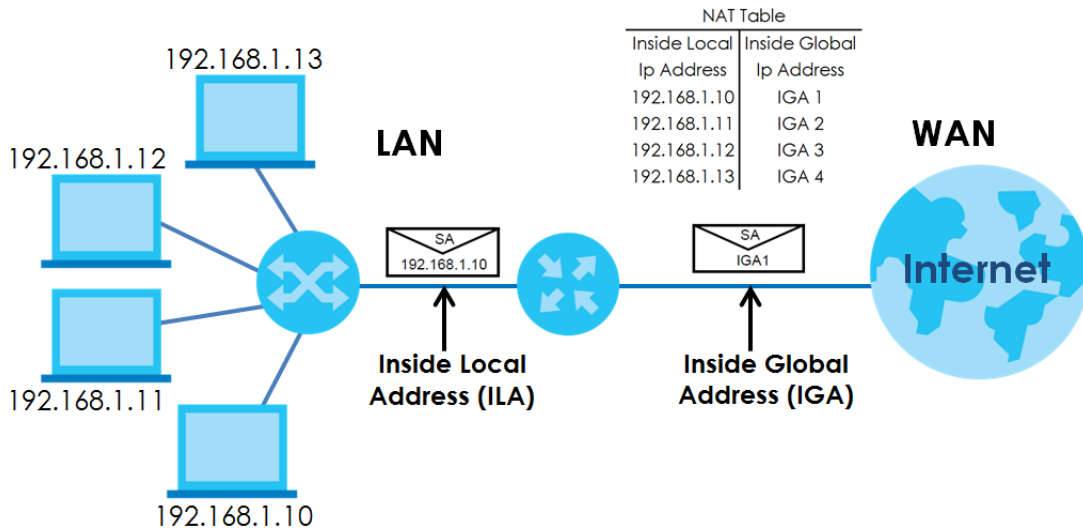 NAT Table
Inside Local Inside Global
Ip Address Ip Address
192.168.1.10 IGA 1
192.168.1.11 IGA 2
192.168.1.12 IGA 3
192.168.1.13 IGA 4
192.168.1.13
192.168.1.12
192.168.1.11
192.168.1.10
LAN
WAN
SA
192.168.1.10
SA
IGA1
Internet
Inside Local
Address (ILA)
Inside Global
Address (IGA)